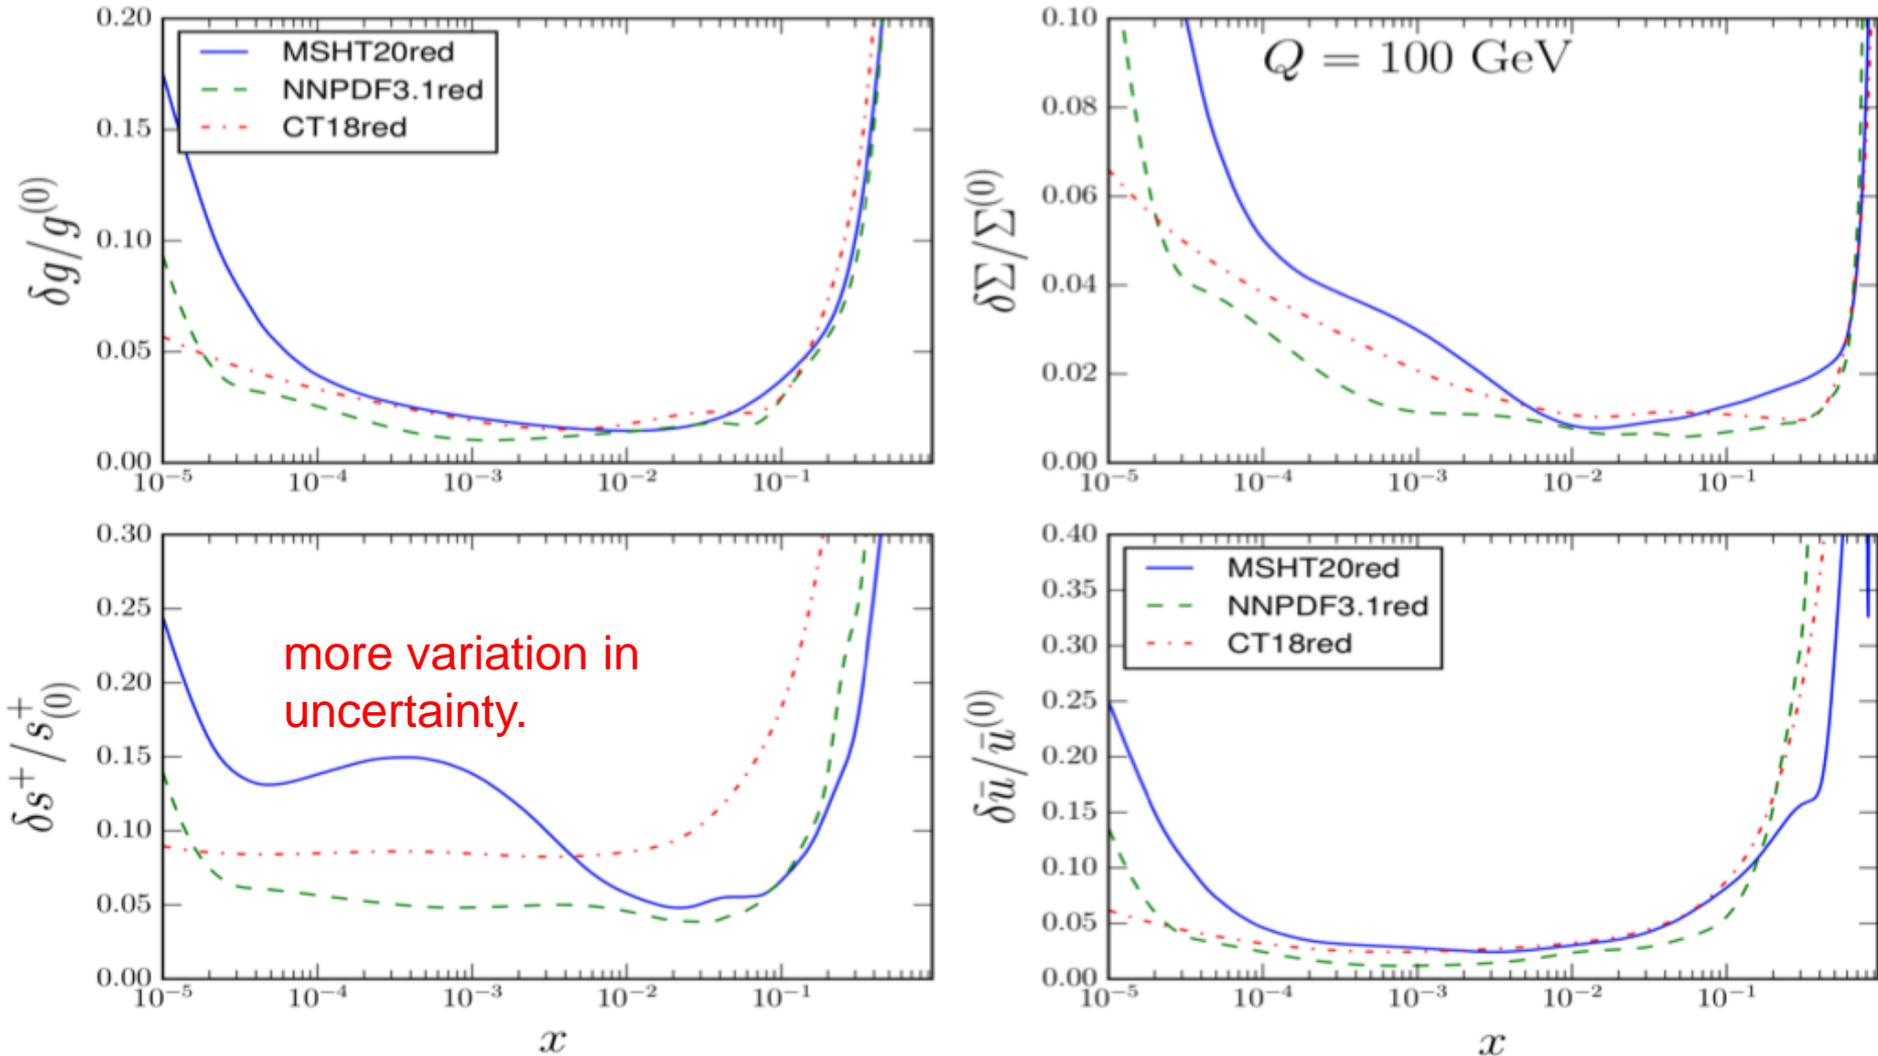 0.20
0.15
0.10
0.05
0.00
δg/g⁽⁰⁾
MSHT20red
NNPDF3.1red
CT18red
10⁻⁵ 10⁻⁴ 10⁻³ 10⁻² 10⁻¹
0.10
0.08
0.06
0.04
0.02
0.00
δΣ/Σ⁽⁰⁾
Q = 100 GeV
10⁻⁵ 10⁻⁴ 10⁻³ 10⁻² 10⁻¹
0.30
0.25
0.20
0.15
0.10
0.05
0.00
δs⁺/s⁺₍₀₎
more variation in
uncertainty.
10⁻⁵ 10⁻⁴ 10⁻³ 10⁻² 10⁻¹
x
0.40
0.35
0.30
0.25
0.20
0.15
0.10
0.05
0.00
δū/ū⁽⁰⁾
MSHT20red
NNPDF3.1red
CT18red
10⁻⁵ 10⁻⁴ 10⁻³ 10⁻² 10⁻¹
x